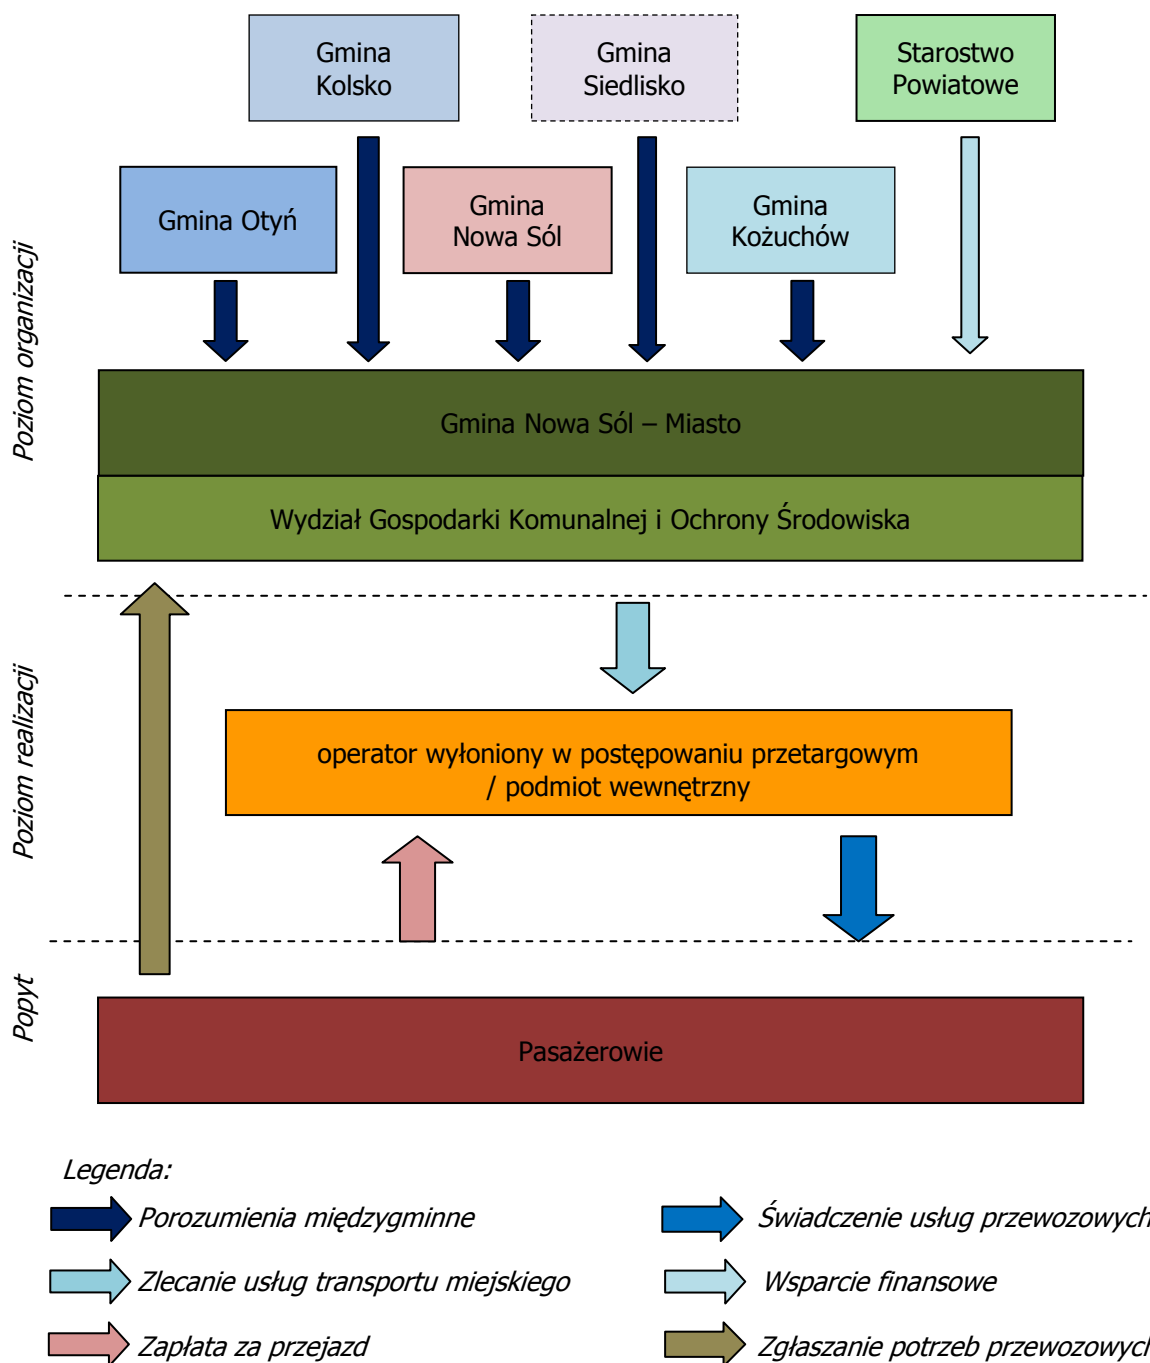 Gmina
Kolsko
Gmina
Siedlisko
Starostwo
Powiatowe
Gmina Otyń
Gmina
Nowa Sól
Gmina
Kożuchów
Poziom organizacji
Gmina Nowa Sól – Miasto
Wydział Gospodarki Komunalnej i Ochrony Środowiska
Poziom realizacji
operator wyłoniony w postępowaniu przetargowym
/ podmiot wewnętrzny
Popyt
Pasażerowie
Legenda:
Porozumienia międzygminne
Świadczenie usług przewozowych
Zlecanie usług transportu miejskiego
Wsparcie finansowe
Zapłata za przejazd
Zgłaszanie potrzeb przewozowych